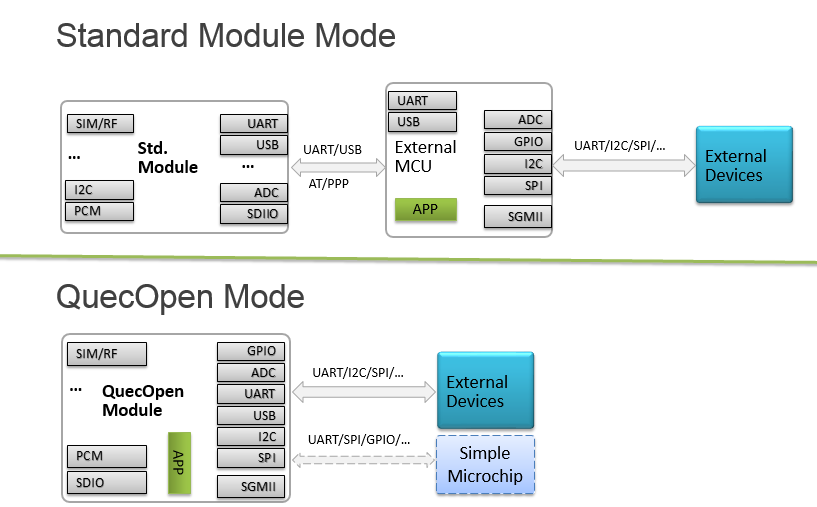 Standard Module Mode
SIM/RF
...
I2C
PCM
Std.
Module
UART
USB
...
ADC
SDIIO
UART/USB
AT/PPP
UART
USB
External
MCU
APP
ADC
GPIO
I2C
SPI
SGMII
UART/I2C/SPI/...
External
Devices
QuecOpen Mode
SIM/RF
...
QuecOpen
Module
PCM
SDIO
APP
GPIO
ADC
UART
USB
I2C
SPI
SGMII
UART/I2C/SPI/...
External
Devices
UART/SPI/GPIO/...
Simple
Microchip